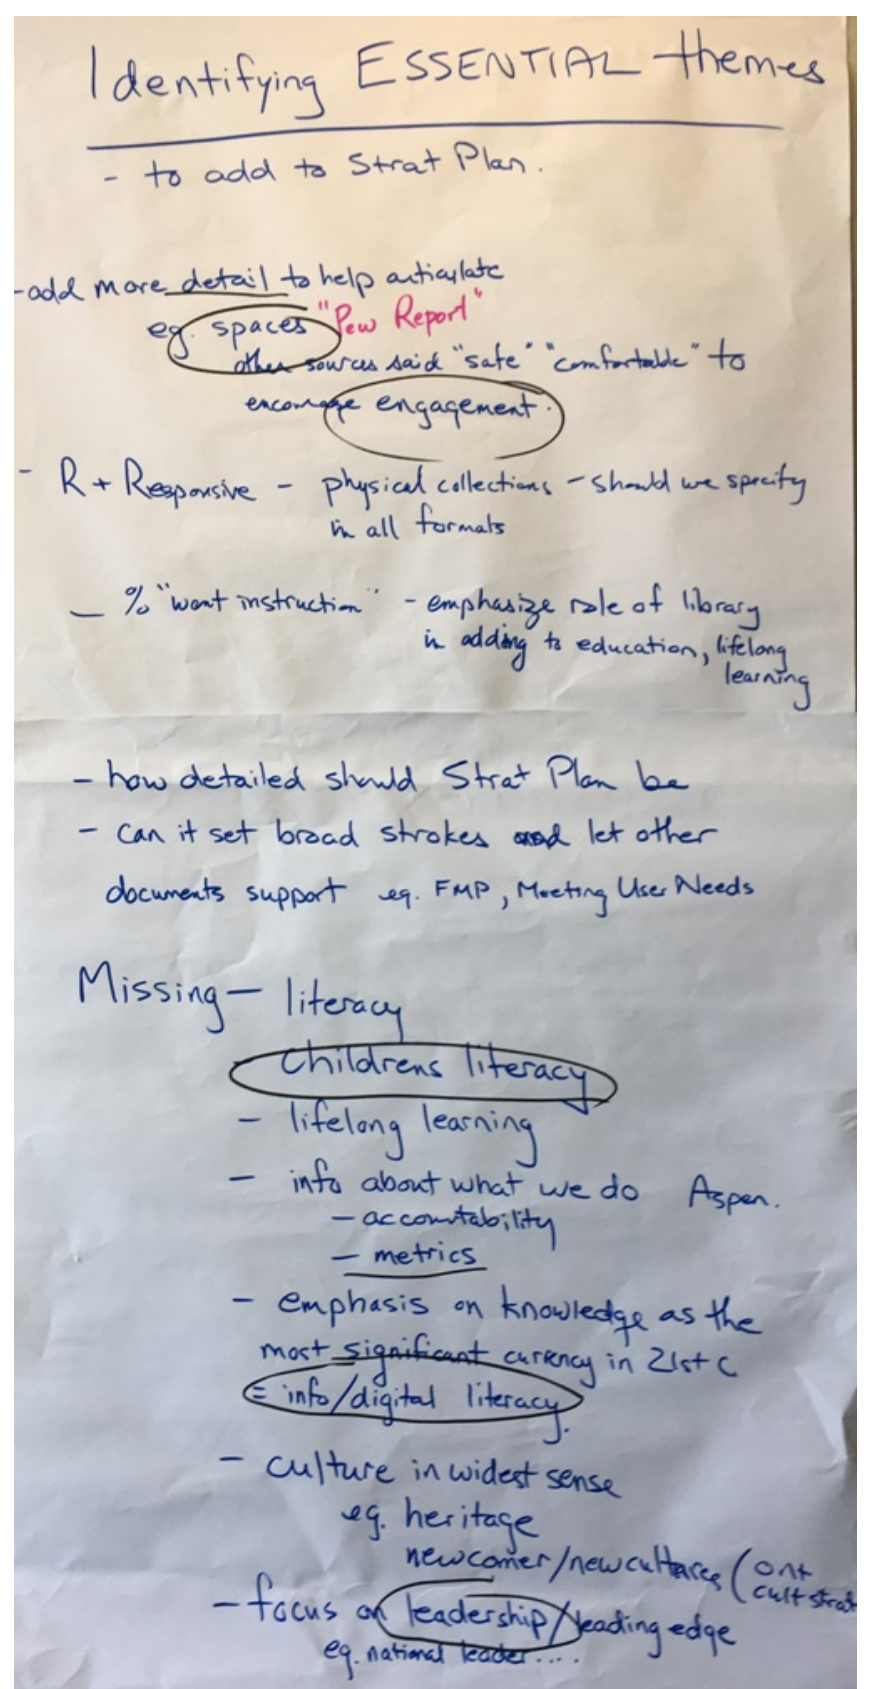 Identifying ESSENTIAL themes
- to add to Strat Plan.
- add more detail to help articulate
eg. spaces "Pew Report"
other sources said "safe" "comfortable" to
encourage engagement.
- R + Responsive - physical collections - should we specify
in all formats
- % "want instruction" - emphasize role of library
in adding to education, lifelong
learning
- how detailed should Strat Plan be
- can it set broad strokes and let other
documents support eg. FMP, Meeting User Needs
Missing - literacy
- childrens literacy
- lifelong learning
- info about what we do Aspen.
- accountability
- metrics
- emphasis on knowledge as the
most significant currency in 21st C
= info/digital literacy.
- culture in widest sense
eg. heritage
newcomer/new cultures (ont
cult strat
- focus on leadership/leading edge
eg. national leader....